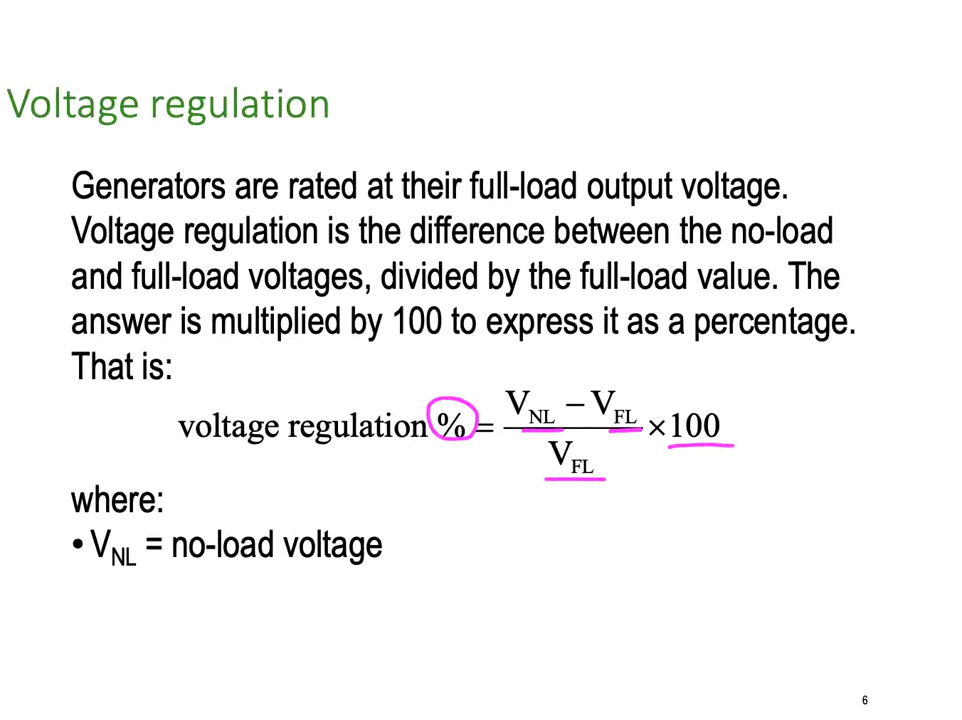 Voltage regulation
Generators are rated at their full-load output voltage.
Voltage regulation is the difference between the no-load
and full-load voltages, divided by the full-load value. The
answer is multiplied by 100 to express it as a percentage.
That is:
voltage regulation % = (V_NL − V_FL) / V_FL × 100
where:
• V_NL = no-load voltage
6